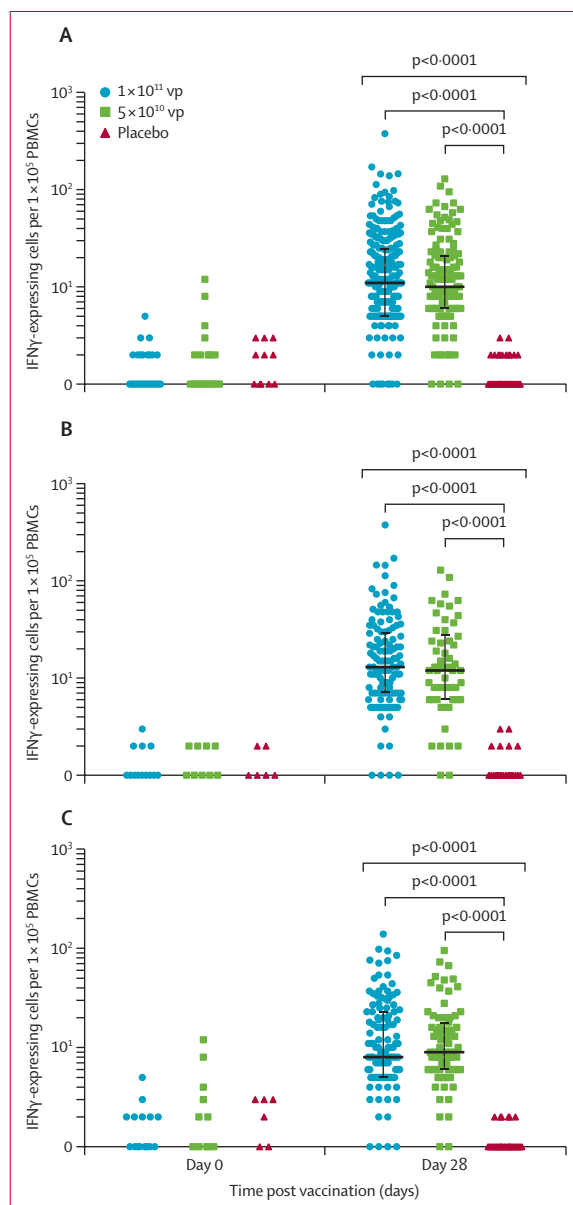 A
p<0·0001
p<0·0001
p<0·0001
1×10¹¹ vp
5×10¹⁰ vp
Placebo
IFNγ-expressing cells per 1×10⁵ PBMCs
10³
10²
10¹
0
B
p<0·0001
p<0·0001
p<0·0001
IFNγ-expressing cells per 1×10⁵ PBMCs
10³
10²
10¹
0
C
p<0·0001
p<0·0001
p<0·0001
IFNγ-expressing cells per 1×10⁵ PBMCs
10³
10²
10¹
0
Day 0 Day 28
Time post vaccination (days)